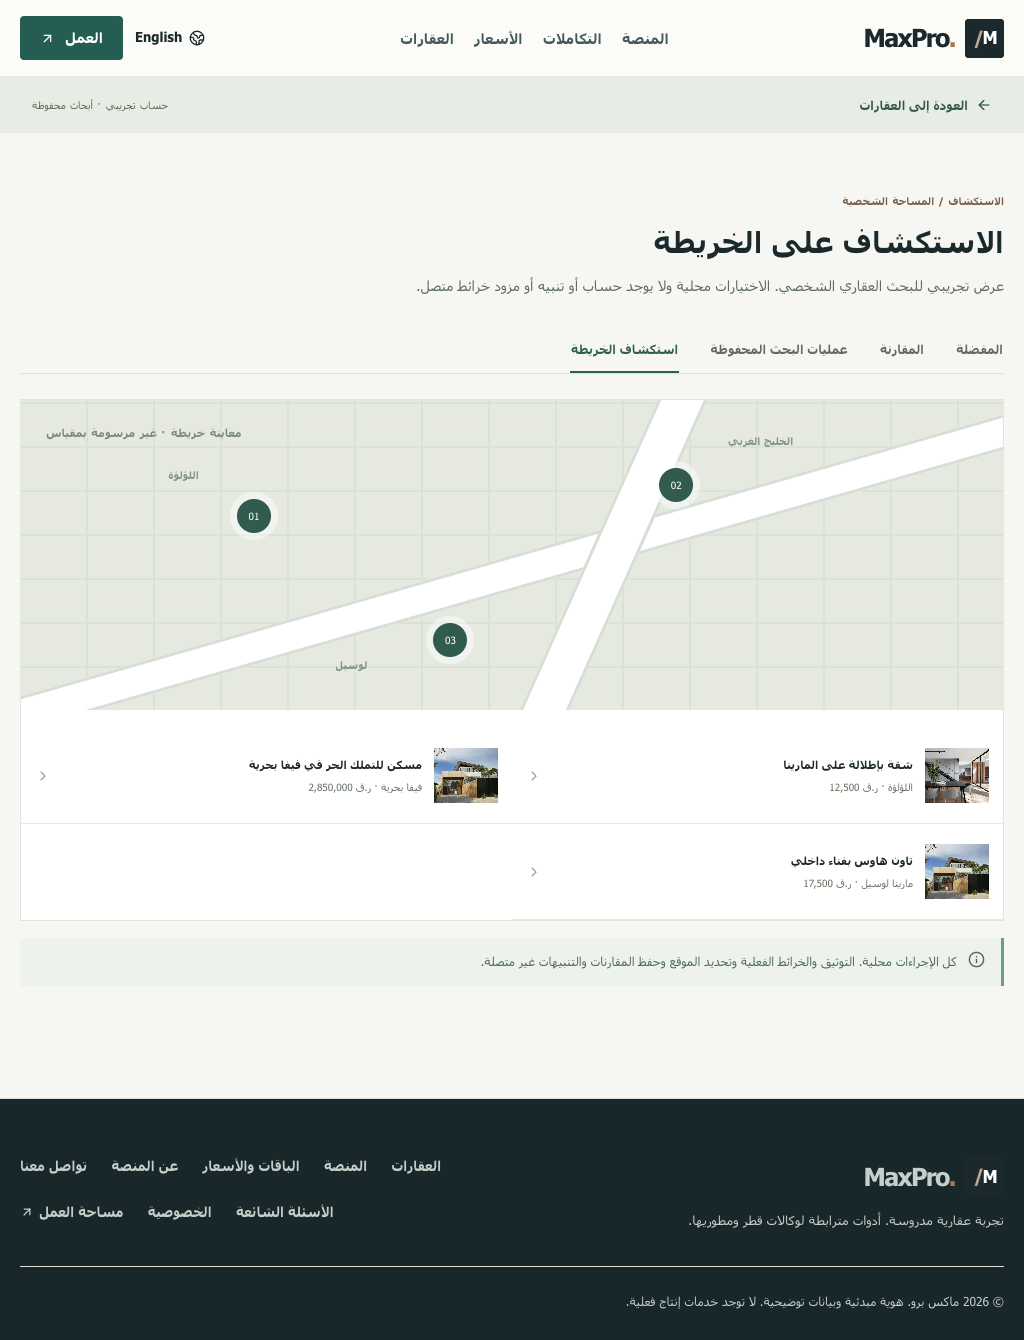 M/ MaxPro.
المنصة
التكاملات
الأسعار
العقارات
English
العمل
العودة إلى العقارات
حساب تجريبي · أبحاث محفوظة
الاستكشاف / المساحة الشخصية
الاستكشاف على الخريطة
عرض تجريبي للبحث العقاري الشخصي. الاختيارات محلية ولا يوجد حساب أو تنبيه أو مزود خرائط متصل.
المفضلة
المقارنة
عمليات البحث المحفوظة
استكشاف الخريطة
معاينة خريطة · غير مرسومة بمقياس
الخليج الغربي
اللؤلؤة
02
01
03
لوسيل
شقة بإطلالة على المارينا
اللؤلؤة · ر.ق 12,500
مسكن للتملك الحر في فيفا بحرية
فيفا بحرية · ر.ق 2,850,000
تاون هاوس بفناء داخلي
مارينا لوسيل · ر.ق 17,500
كل الإجراءات محلية. التوثيق والخرائط الفعلية وتحديد الموقع وحفظ المقارنات والتنبيهات غير متصلة.
M/ MaxPro.
تجربة عقارية مدروسة. أدوات مترابطة لوكالات قطر ومطوريها.
العقارات
المنصة
الباقات والأسعار
عن المنصة
تواصل معنا
الأسئلة الشائعة
الخصوصية
مساحة العمل
© 2026 ماكس برو. هوية مبدئية وبيانات توضيحية. لا توجد خدمات إنتاج فعلية.